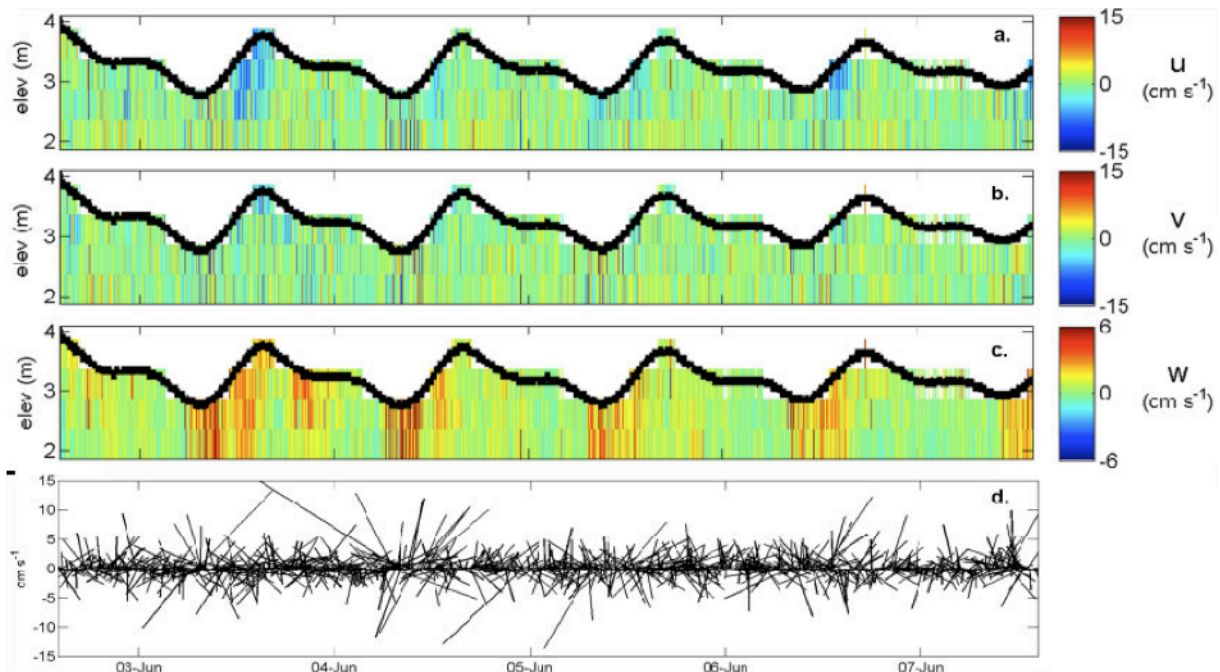 4 a. 15
elev (m) 3 0 u
(cm s⁻¹)
2 -15
4 b. 15
elev (m) 3 0 v
(cm s⁻¹)
2 -15
4 c. 6
elev (m) 3 0 w
(cm s⁻¹)
2 -6
15 d.
10
5
cm s⁻¹ 0
-5
-10
-15
03-Jun 04-Jun 05-Jun 06-Jun 07-Jun